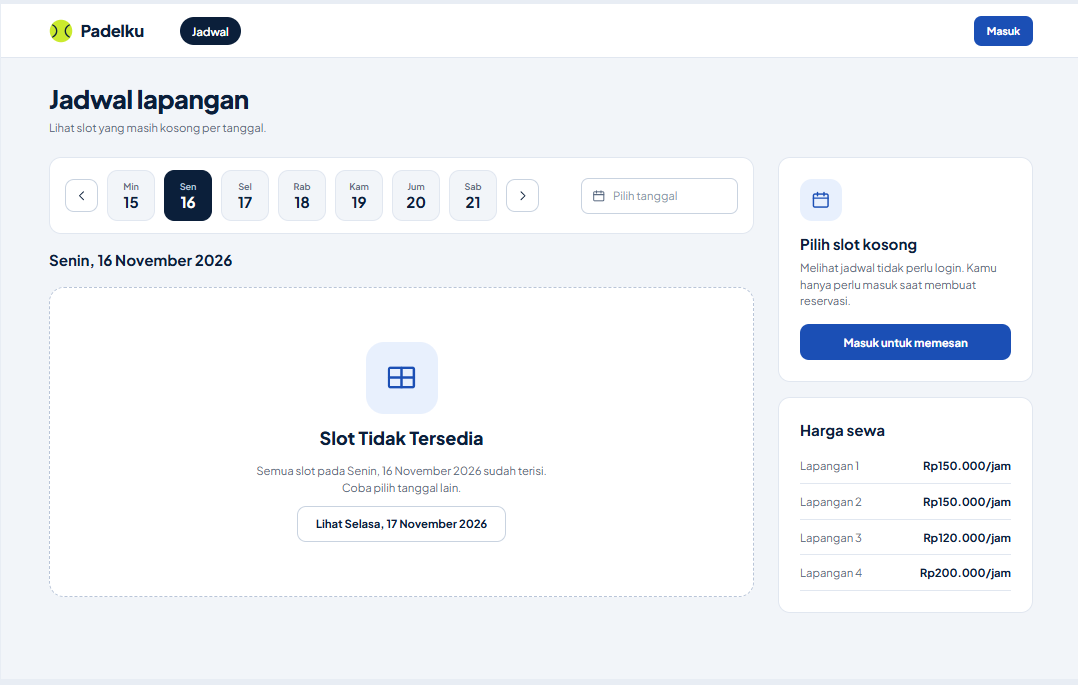 Padelku
Jadwal
Masuk
Jadwal lapangan
Lihat slot yang masih kosong per tanggal.
Min
15
Sen
16
Sel
17
Rab
18
Kam
19
Jum
20
Sab
21
Pilih tanggal
Senin, 16 November 2026
Slot Tidak Tersedia
Semua slot pada Senin, 16 November 2026 sudah terisi.
Coba pilih tanggal lain.
Lihat Selasa, 17 November 2026
Pilih slot kosong
Melihat jadwal tidak perlu login. Kamu
hanya perlu masuk saat membuat
reservasi.
Masuk untuk memesan
Harga sewa
Lapangan 1 Rp150.000/jam
Lapangan 2 Rp150.000/jam
Lapangan 3 Rp120.000/jam
Lapangan 4 Rp200.000/jam